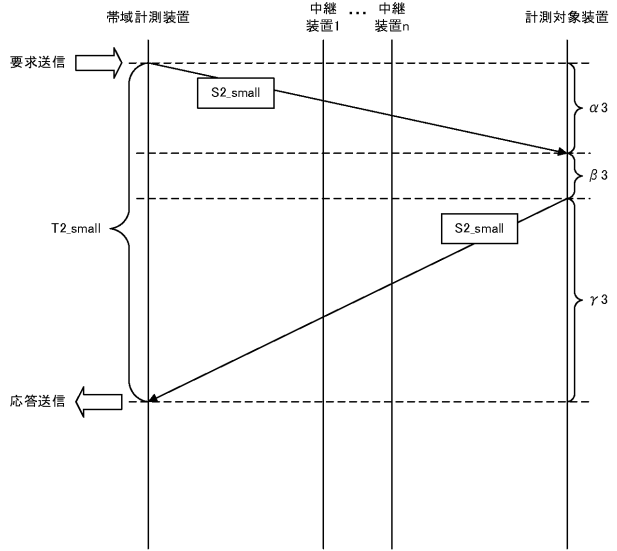 帯域計測装置
中継
装置1
…
中継
装置n
計測対象装置
要求送信
S2_small
α3
β3
T2_small
S2_small
γ3
応答送信